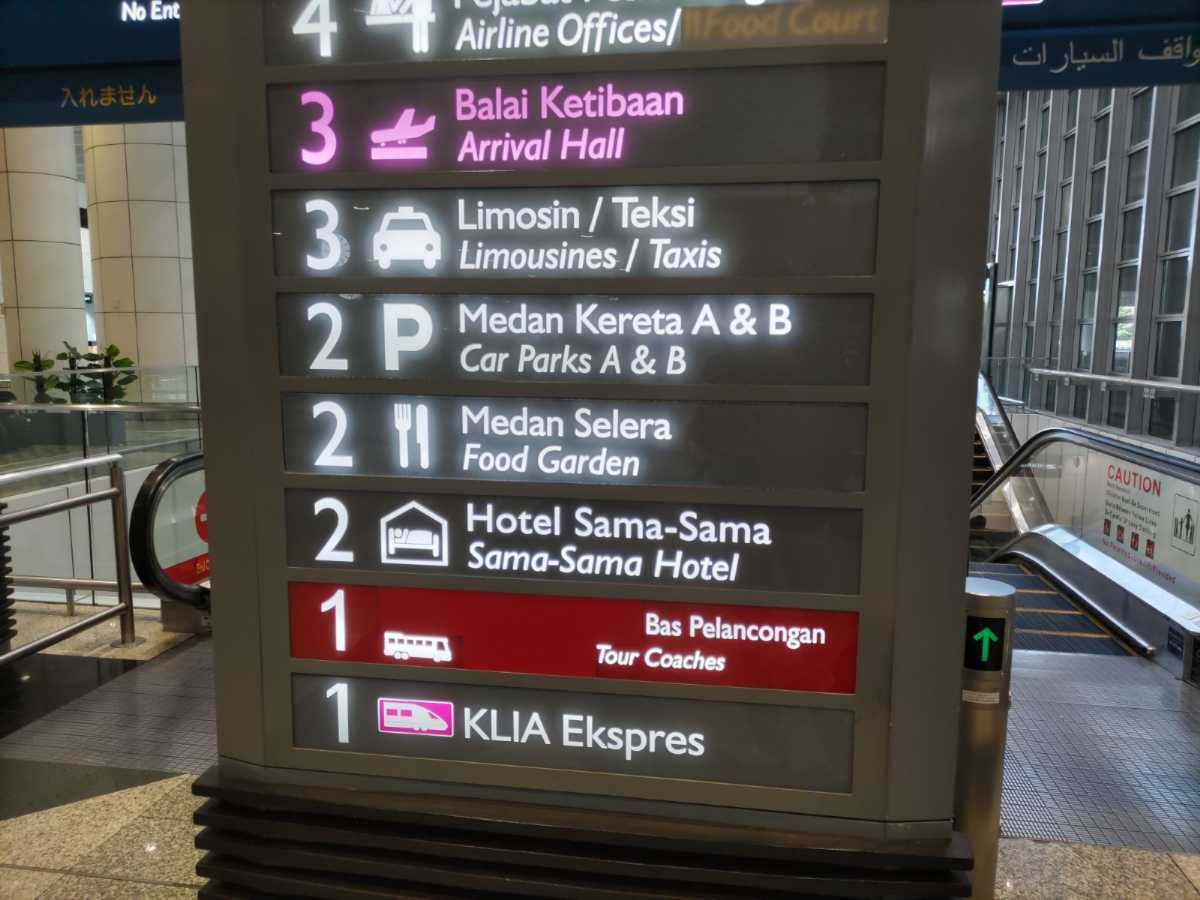 No Ent
入れません
واقف السيارات
4
Airline Offices/ Food Court
3
Balai Ketibaan
Arrival Hall
3
Limosin / Teksi
Limousines / Taxis
2
P
Medan Kereta A & B
Car Parks A & B
2
Medan Selera
Food Garden
2
Hotel Sama-Sama
Sama-Sama Hotel
1
Bas Pelancongan
Tour Coaches
1
KLIA Ekspres
CAUTION